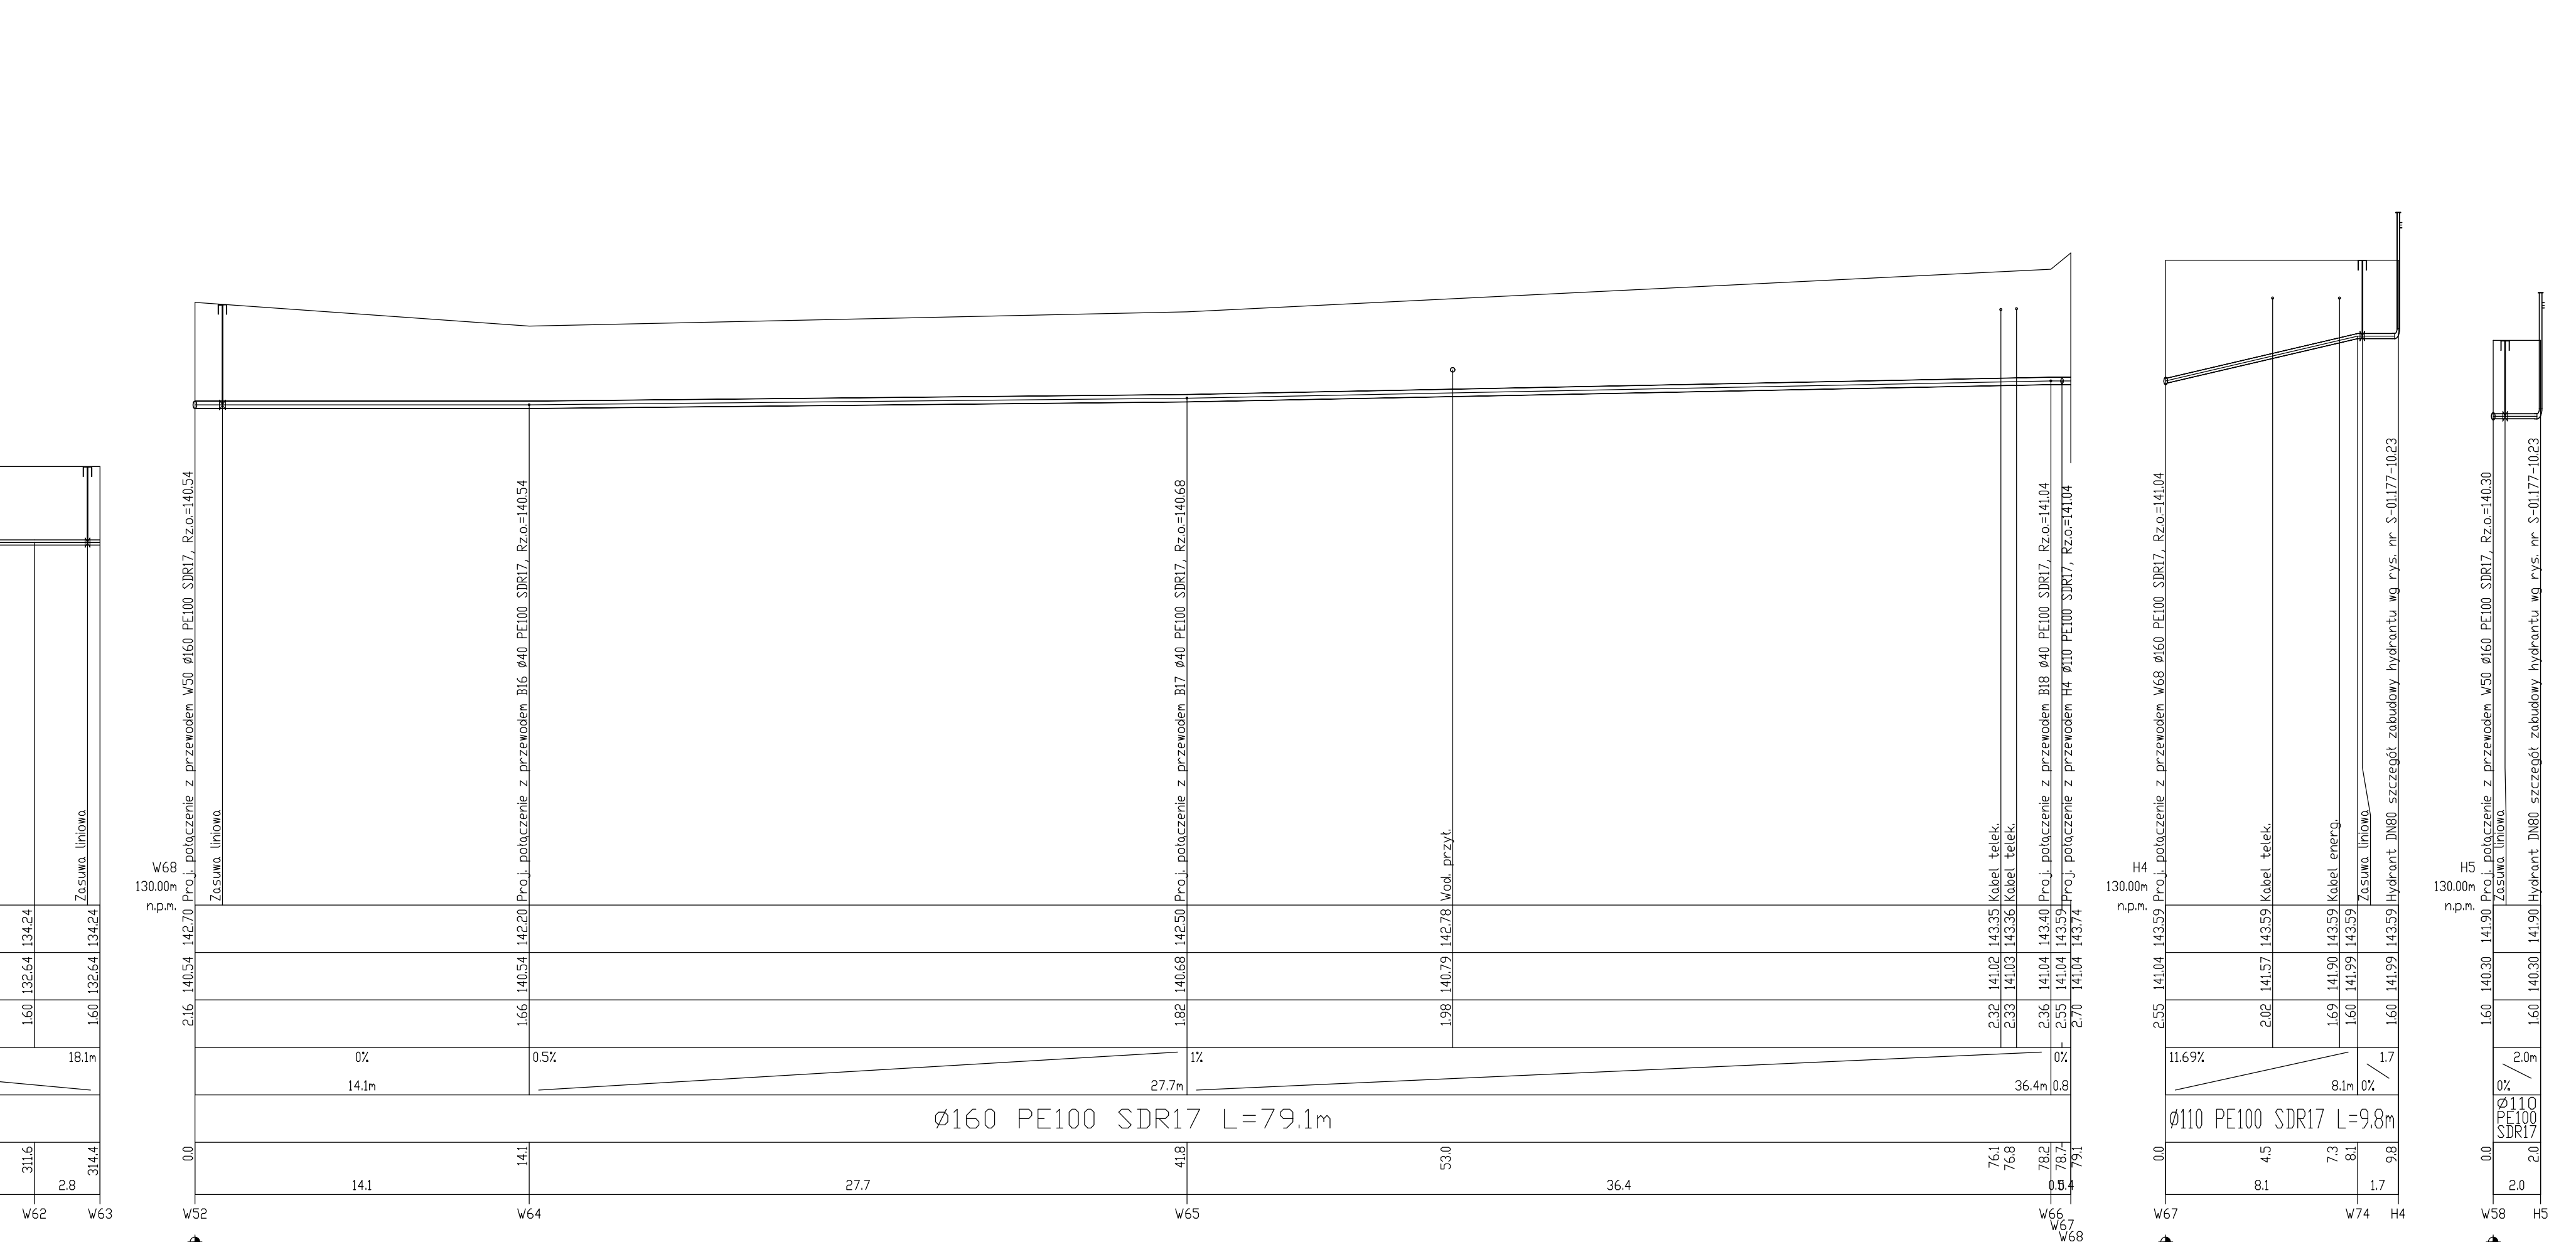 Zasuwa liniowa
134.24
134.24
132.64
132.64
1.60
1.60
18.1m
311.6
314.4
2.8
W62
W63
W68
130.00m
n.p.m.
Proj. połączenie z przewodem W50 Ø160 PE100 SDR17, Rz.o.=140.54
Zasuwa liniowa
Proj. połączenie z przewodem B16 Ø40 PE100 SDR17, Rz.o.=140.54
Proj. połączenie z przewodem B17 Ø40 PE100 SDR17, Rz.o.=140.68
Wod. przył.
Kabel telek.
Kabel telek.
Proj. połączenie z przewodem B18 Ø40 PE100 SDR17, Rz.o.=141.04
Proj. połączenie z przewodem H4 Ø110 PE100 SDR17, Rz.o.=141.04
142.70
142.20
142.50
142.78
143.35
143.36
143.40
143.59
143.74
140.54
140.54
140.68
140.79
141.02
141.03
141.04
141.04
141.04
2.16
1.66
1.82
1.98
2.32
2.33
2.36
2.55
2.70
0%
0.5%
1%
0%
14.1m
27.7m
36.4m
0.8
Ø160 PE100 SDR17 L=79.1m
0.0
14.1
41.8
53.0
76.1
76.8
78.2
78.7
79.1
14.1
27.7
36.4
0.5
0.4
W52
W64
W65
W66
W67
W68
H4
130.00m
n.p.m.
Proj. połączenie z przewodem W68 Ø160 PE100 SDR17, Rz.o.=141.04
Kabel telek.
Kabel energ.
Zasuwa liniowa
Hydrant DN80 szczegół zabudowy hydrantu wg rys. nr S-01.177-10.23
143.59
143.59
143.59
143.59
143.59
141.04
141.57
141.90
141.99
141.99
2.55
2.02
1.69
1.60
1.60
11.69%
1.7
8.1m
0%
Ø110 PE100 SDR17 L=9.8m
0.0
4.5
7.3
8.1
9.8
8.1
1.7
W67
W74
H4
H5
130.00m
n.p.m.
Proj. połączenie z przewodem W50 Ø160 PE100 SDR17, Rz.o.=140.30
Zasuwa liniowa
Hydrant DN80 szczegół zabudowy hydrantu wg rys. nr S-01.177-10.23
141.90
141.90
140.30
140.30
1.60
1.60
2.0m
0%
Ø110
PE100
SDR17
0.0
2.0
2.0
W58
H5